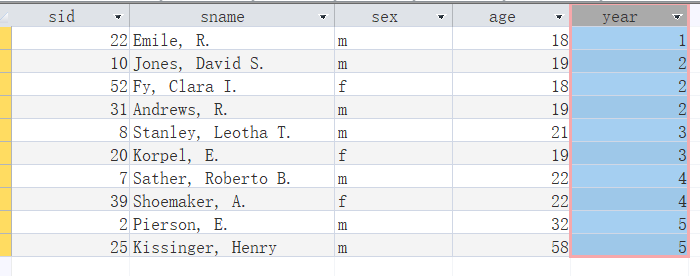 sid sname sex age year
22 Emile, R. m 18 1
10 Jones, David S. m 19 2
52 Fy, Clara I. f 18 2
31 Andrews, R. m 19 2
8 Stanley, Leotha T. m 21 3
20 Korpel, E. f 19 3
7 Sather, Roberto B. m 22 4
39 Shoemaker, A. f 22 4
2 Pierson, E. m 32 5
25 Kissinger, Henry m 58 5